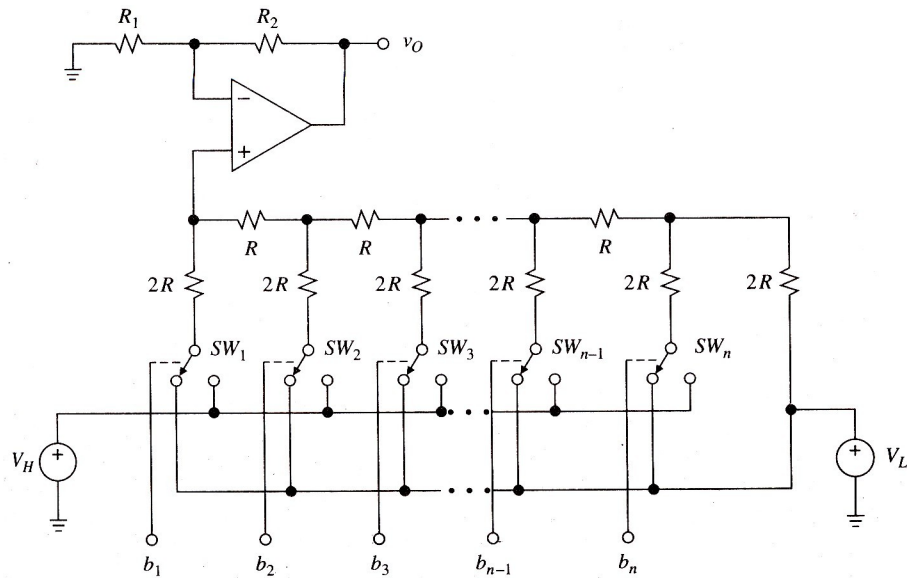 R1 R2
vO
−
+
R R R
2R 2R 2R 2R 2R 2R
SW1 SW2 SW3 SWn−1 SWn
VH + + VL
b1 b2 b3 bn−1 bn